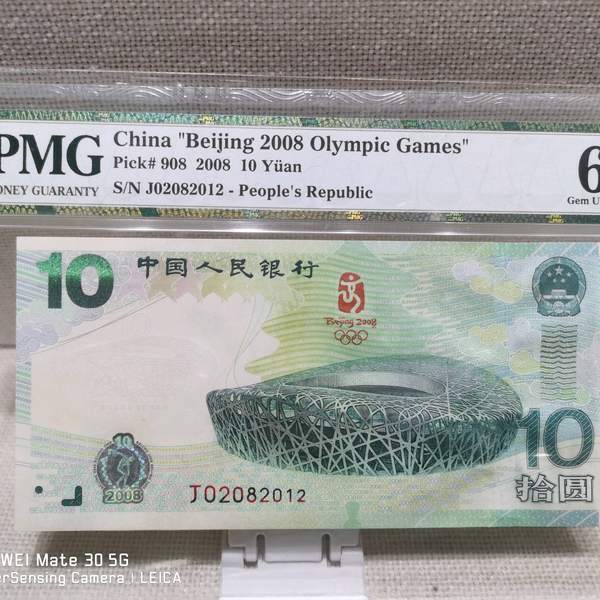 PMG
China "Beijing 2008 Olympic Games"
MONEY GUARANTY
Pick# 908 2008 10 Yüan
S/N J02082012 - People's Republic
6
Gem U
10
中国人民银行
Beijing 2008
10
2008
J02082012
10
拾圆
WEI Mate 30 5G
erSensing Camera | LEICA